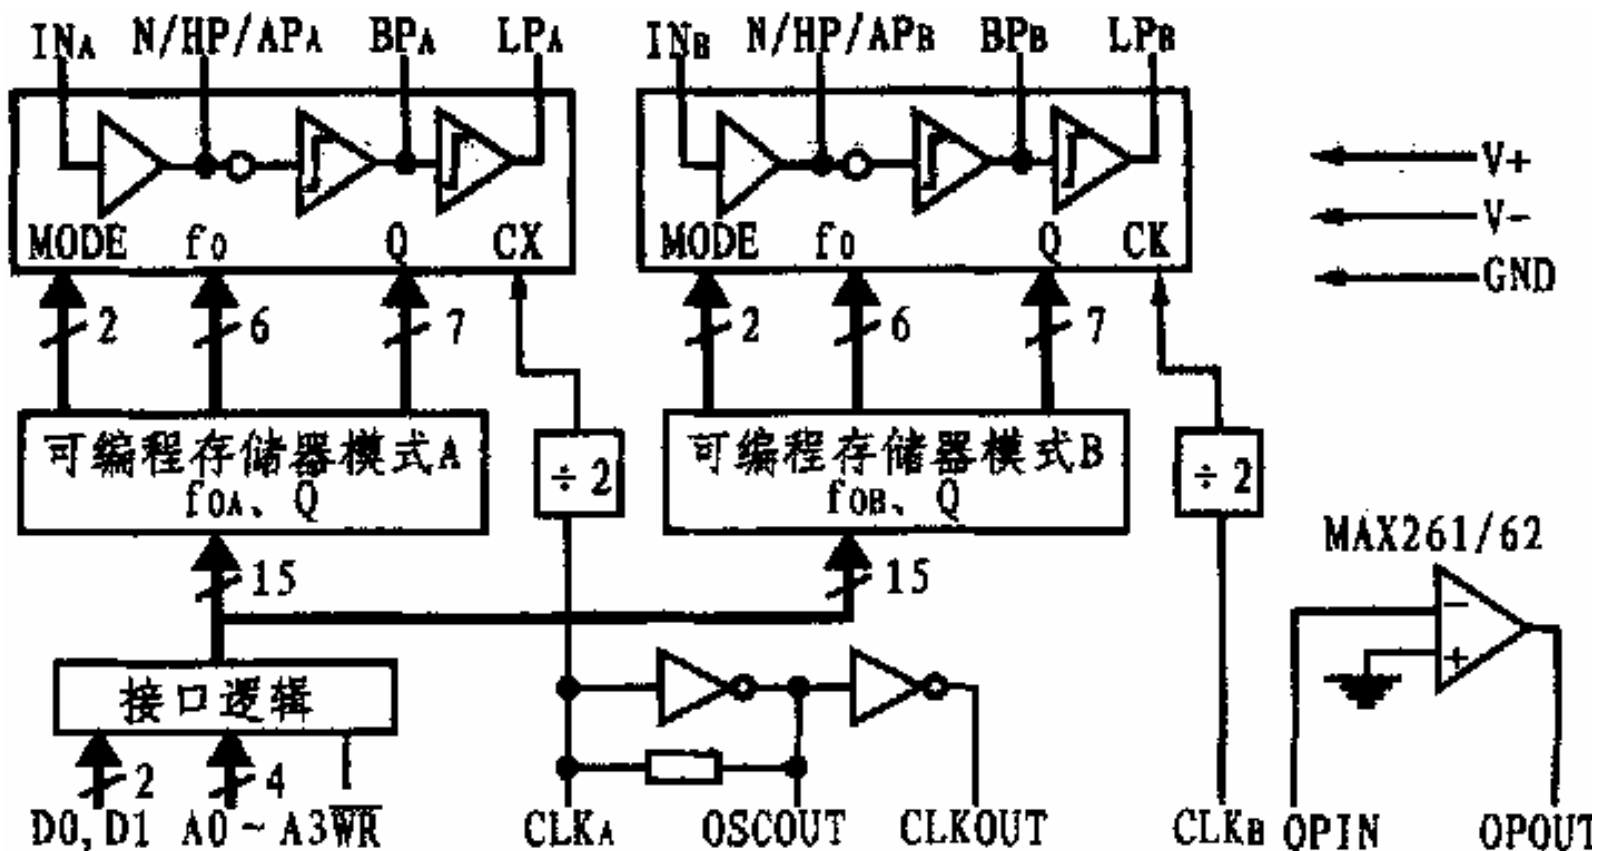 INA N/HP/APA BPA LPA INB N/HP/APB BPB LPB
V+
V-
GND
MODE f0 Q CX MODE f0 Q CK
2 6 7 2 6 7
可编程存储器模式A
f0A、Q
÷2
可编程存储器模式B
f0B、Q
÷2
MAX261/62
15 15
−
+
接口逻辑
2 4
D0,D1 A0~A3 W̅R̅ CLKA OSCOUT CLKOUT CLKB OPIN OPOUT